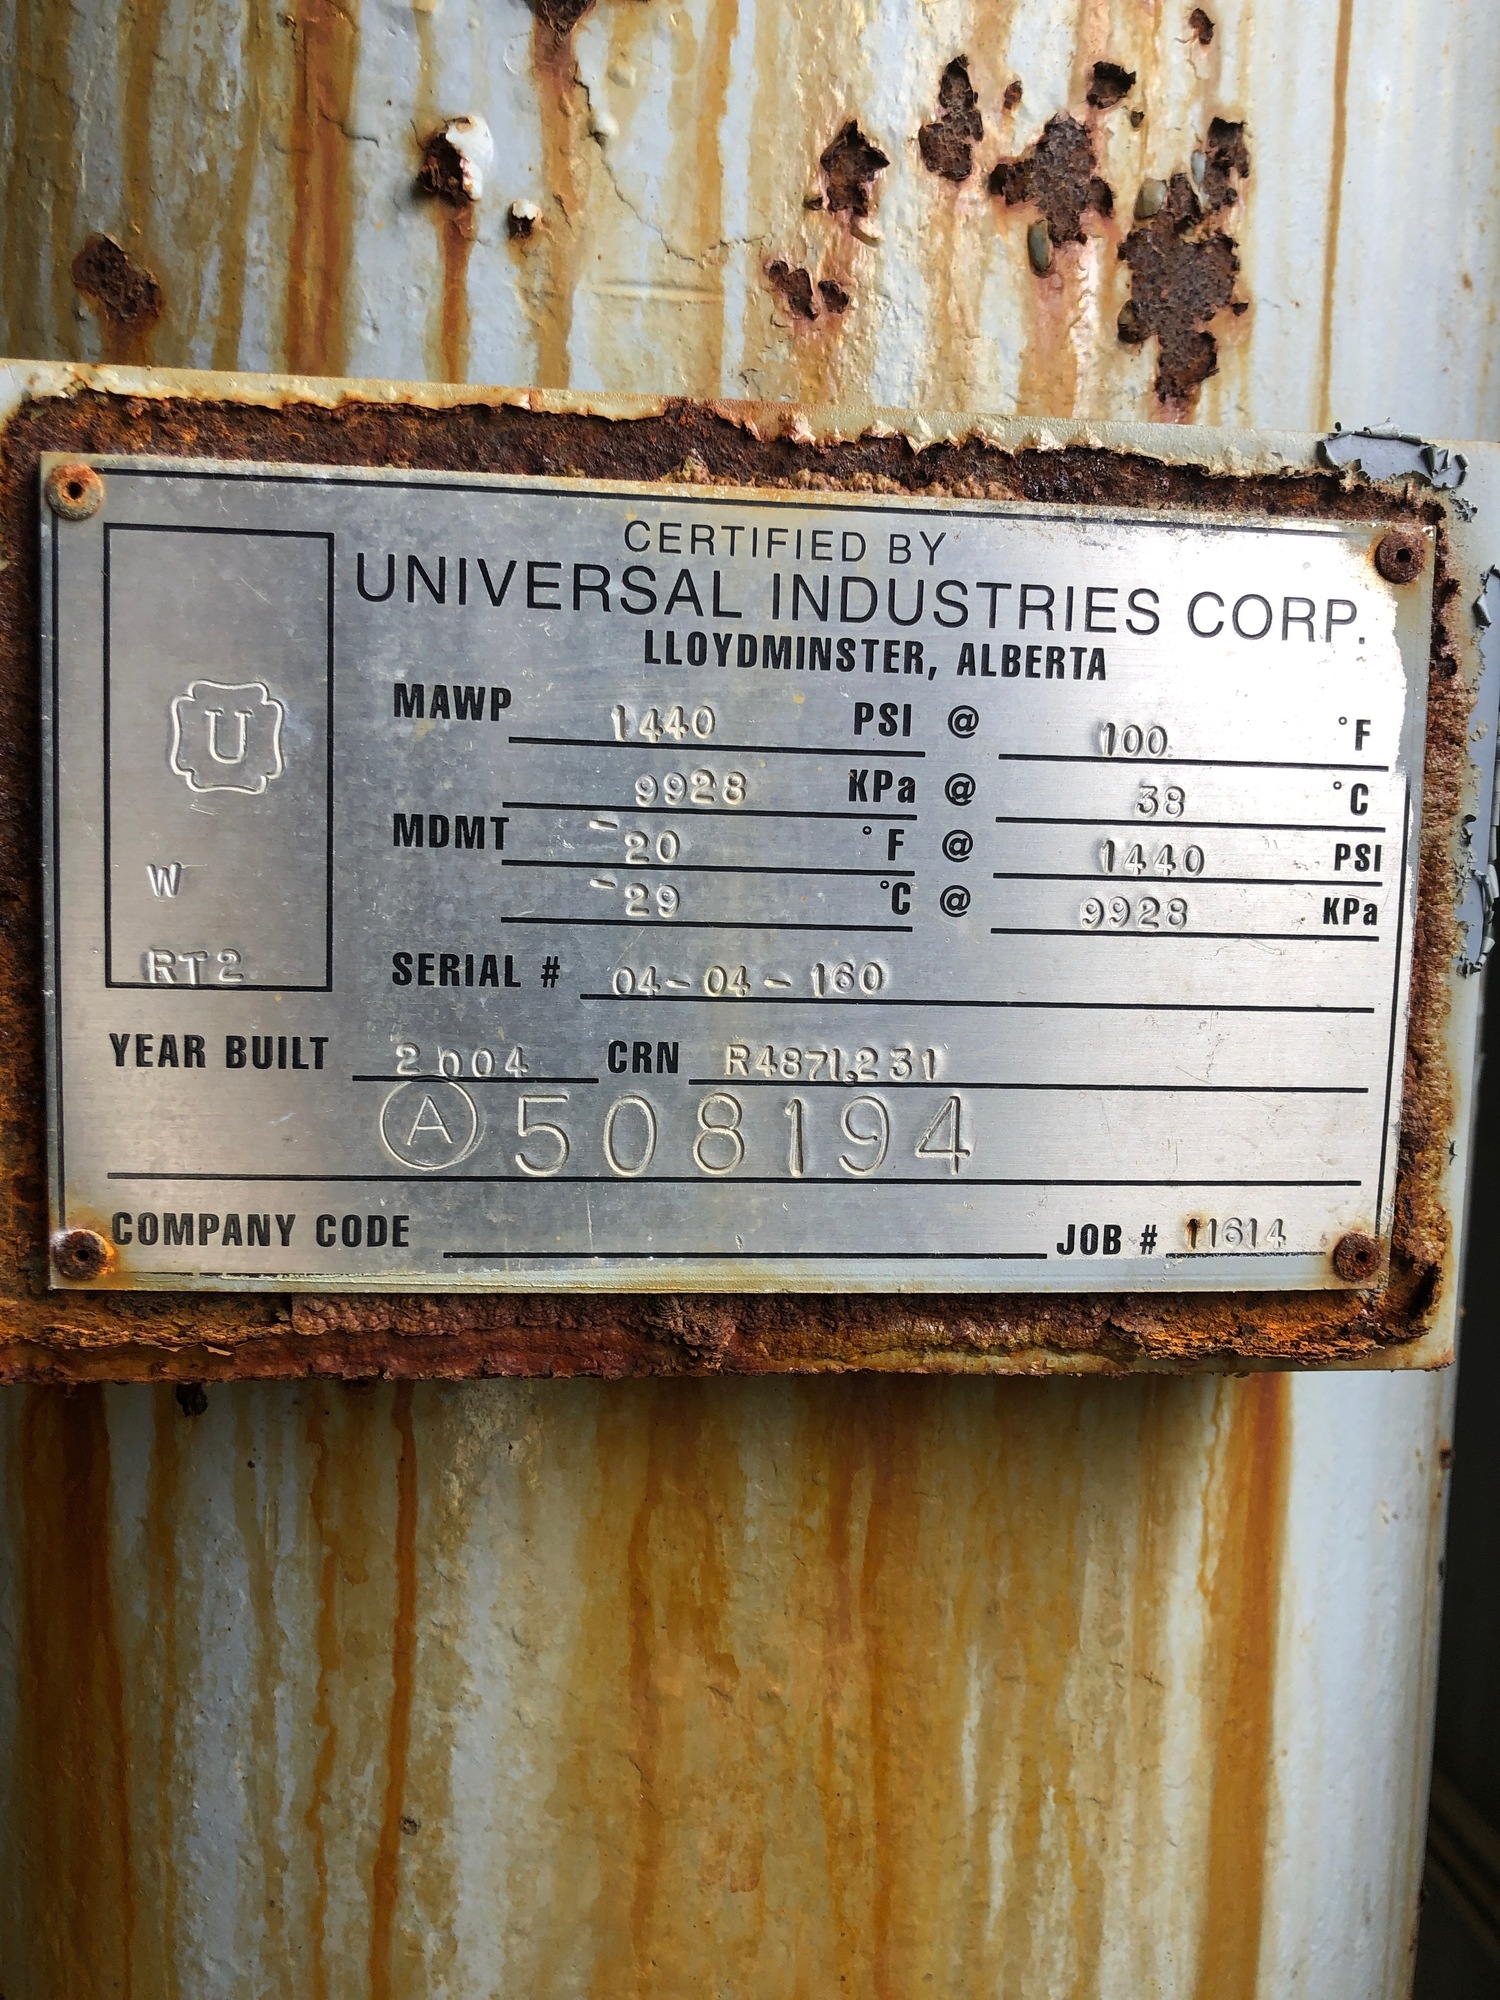 CERTIFIED BY
UNIVERSAL INDUSTRIES CORP.
LLOYDMINSTER, ALBERTA
U
W
RT2
MAWP 1440 PSI @ 100 °F
9928 KPa @ 38 °C
MDMT -20 °F @ 1440 PSI
-29 °C @ 9928 KPa
SERIAL # 04-04-160
YEAR BUILT 2004 CRN R4871.231
A 508194
COMPANY CODE JOB # 11614